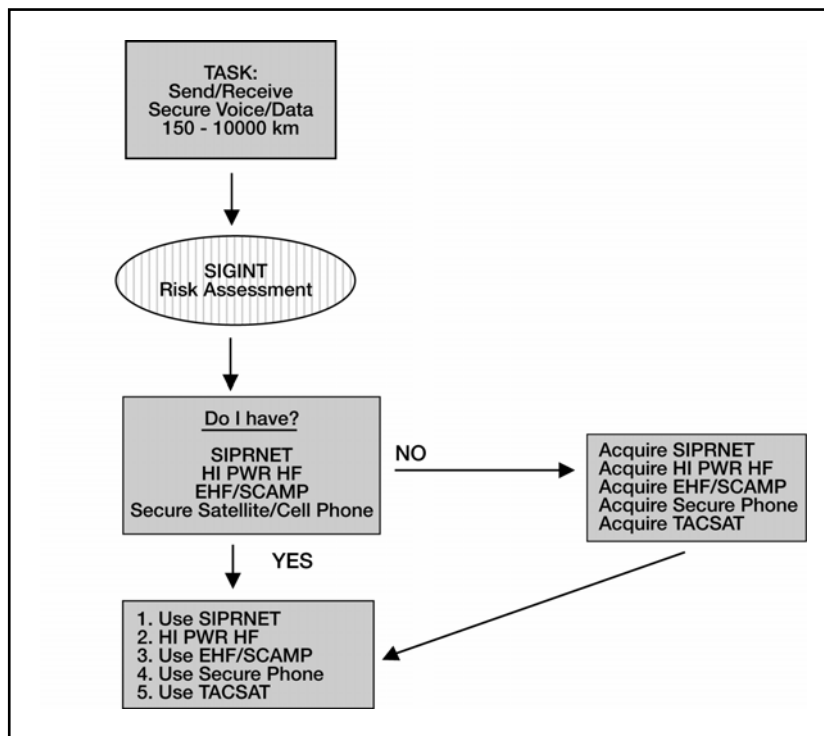 TASK:
Send/Receive
Secure Voice/Data
150 - 10000 km
SIGINT
Risk Assessment
Do I have?
SIPRNET
HI PWR HF
EHF/SCAMP
Secure Satellite/Cell Phone
NO
Acquire SIPRNET
Acquire HI PWR HF
Acquire EHF/SCAMP
Acquire Secure Phone
Acquire TACSAT
YES
1. Use SIPRNET
2. HI PWR HF
3. Use EHF/SCAMP
4. Use Secure Phone
5. Use TACSAT